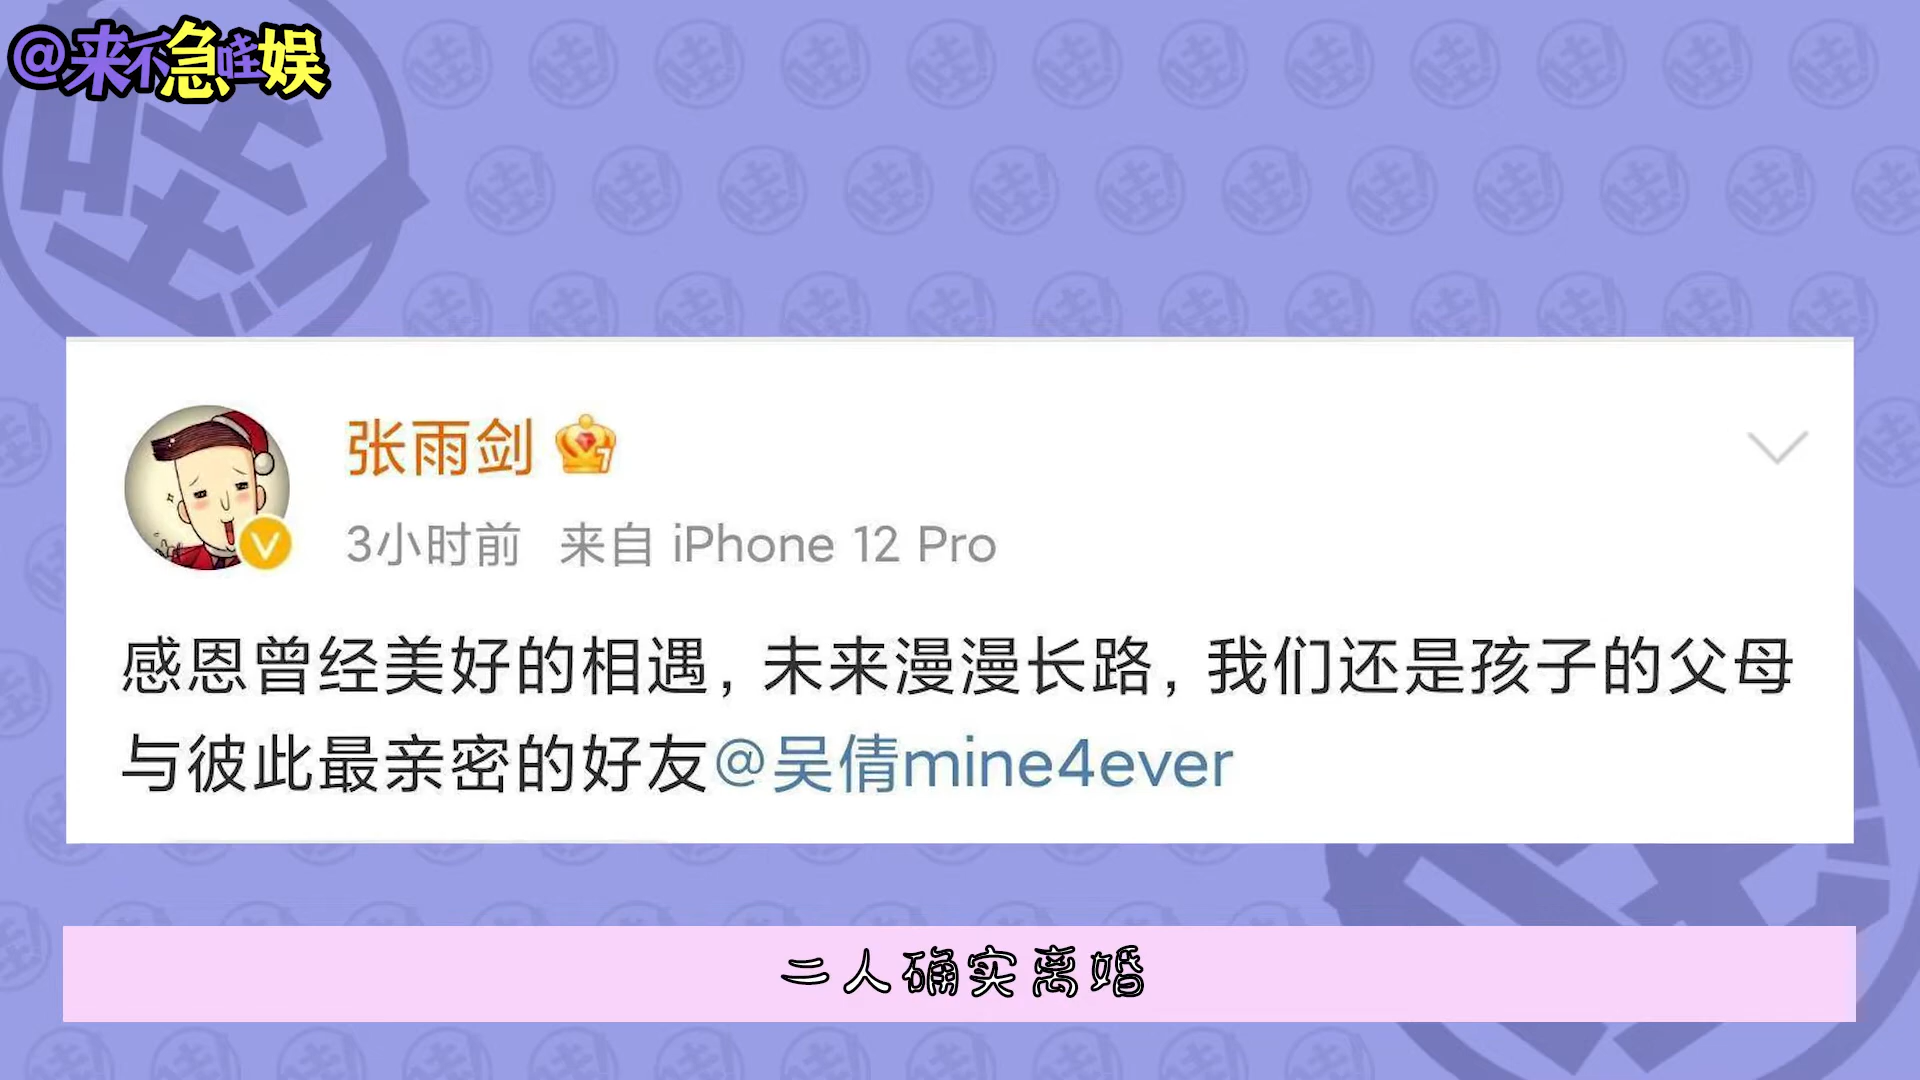 @来不急哇娱
张雨剑
3小时前 来自 iPhone 12 Pro
感恩曾经美好的相遇，未来漫漫长路，我们还是孩子的父母
与彼此最亲密的好友@吴倩mine4ever
二人确实离婚